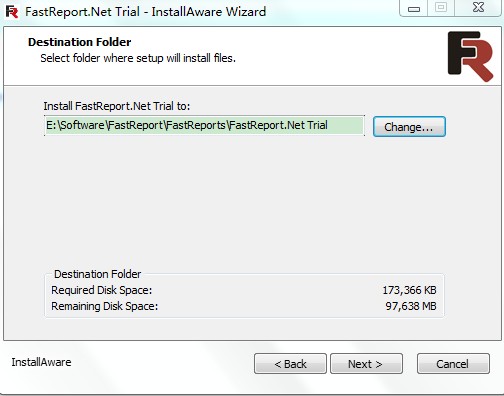 FastReport.Net Trial - InstallAware Wizard
Destination Folder
Select folder where setup will install files.
FR
Install FastReport.Net Trial to:
E:\Software\FastReport\FastReports\FastReport.Net Trial
Change...
Destination Folder
Required Disk Space: 173,366 KB
Remaining Disk Space: 97,638 MB
InstallAware
< Back
Next >
Cancel